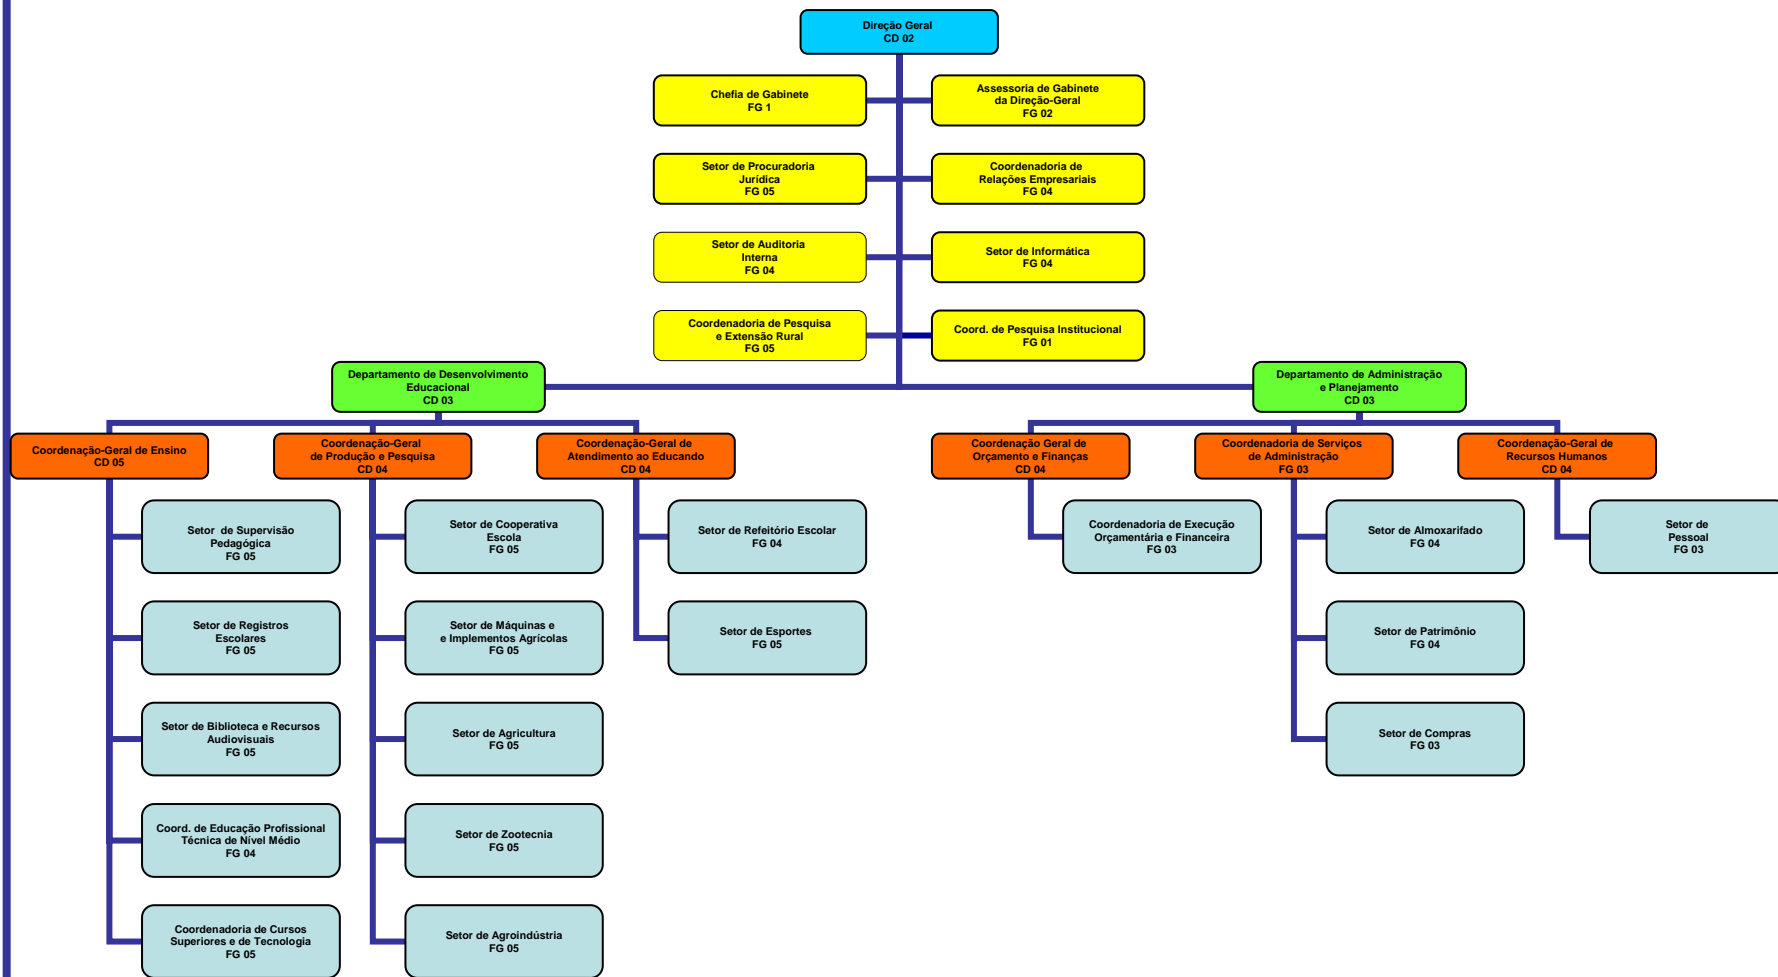 Direção Geral
CD 02
Chefia de Gabinete
FG 1
Assessoria de Gabinete
da Direção-Geral
FG 02
Setor de Procuradoria
Jurídica
FG 05
Coordenadoria de
Relações Empresariais
FG 04
Setor de Auditoria
Interna
FG 04
Setor de Informática
FG 04
Coordenadoria de Pesquisa
e Extensão Rural
FG 05
Coord. de Pesquisa Institucional
FG 01
Departamento de Desenvolvimento
Educacional
CD 03
Departamento de Administração
e Planejamento
CD 03
Coordenação-Geral de Ensino
CD 05
Coordenação-Geral
de Produção e Pesquisa
CD 04
Coordenação-Geral de
Atendimento ao Educando
CD 04
Coordenação Geral de
Orçamento e Finanças
CD 04
Coordenadoria de Serviços
de Administração
FG 03
Coordenação-Geral de
Recursos Humanos
CD 04
Setor de Supervisão
Pedagógica
FG 05
Setor de Cooperativa
Escola
FG 05
Setor de Refeitório Escolar
FG 04
Coordenadoria de Execução
Orçamentária e Financeira
FG 03
Setor de Almoxarifado
FG 04
Setor de
Pessoal
FG 03
Setor de Registros
Escolares
FG 05
Setor de Máquinas e
e Implementos Agrícolas
FG 05
Setor de Esportes
FG 05
Setor de Patrimônio
FG 04
Setor de Biblioteca e Recursos
Audiovisuais
FG 05
Setor de Agricultura
FG 05
Setor de Compras
FG 03
Coord. de Educação Profissional
Técnica de Nível Médio
FG 04
Setor de Zootecnia
FG 05
Coordenadoria de Cursos
Superiores e de Tecnologia
FG 05
Setor de Agroindústria
FG 05